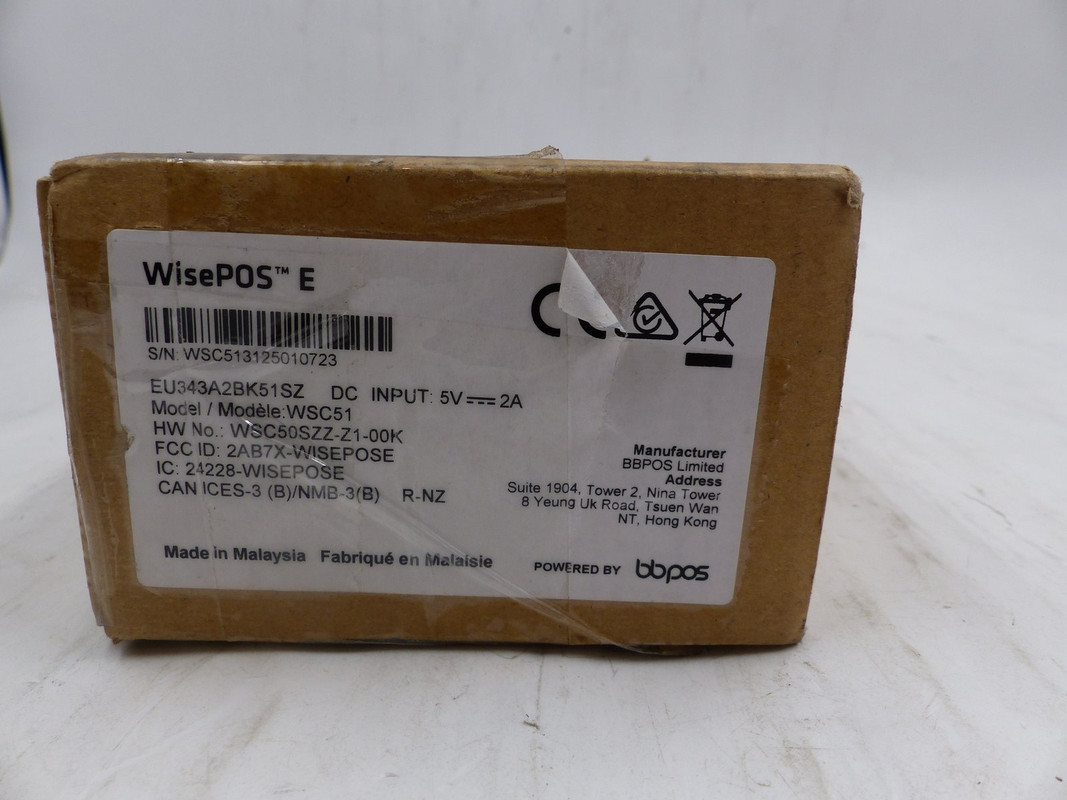 WisePOS™ E
S/N: WSC513125010723
EU343A2BK51SZ DC INPUT: 5V⎓2A
Model / Modèle:WSC51
HW No.: WSC50SZZ-Z1-00K
FCC ID: 2AB7X-WISEPOSE
IC: 24228-WISEPOSE
CAN ICES-3 (B)/NMB-3(B) R-NZ
Made in Malaysia Fabriqué en Malaisie
CE
Manufacturer
BBPOS Limited
Address
Suite 1904, Tower 2, Nina Tower
8 Yeung Uk Road, Tsuen Wan
NT, Hong Kong
POWERED BY bbpos